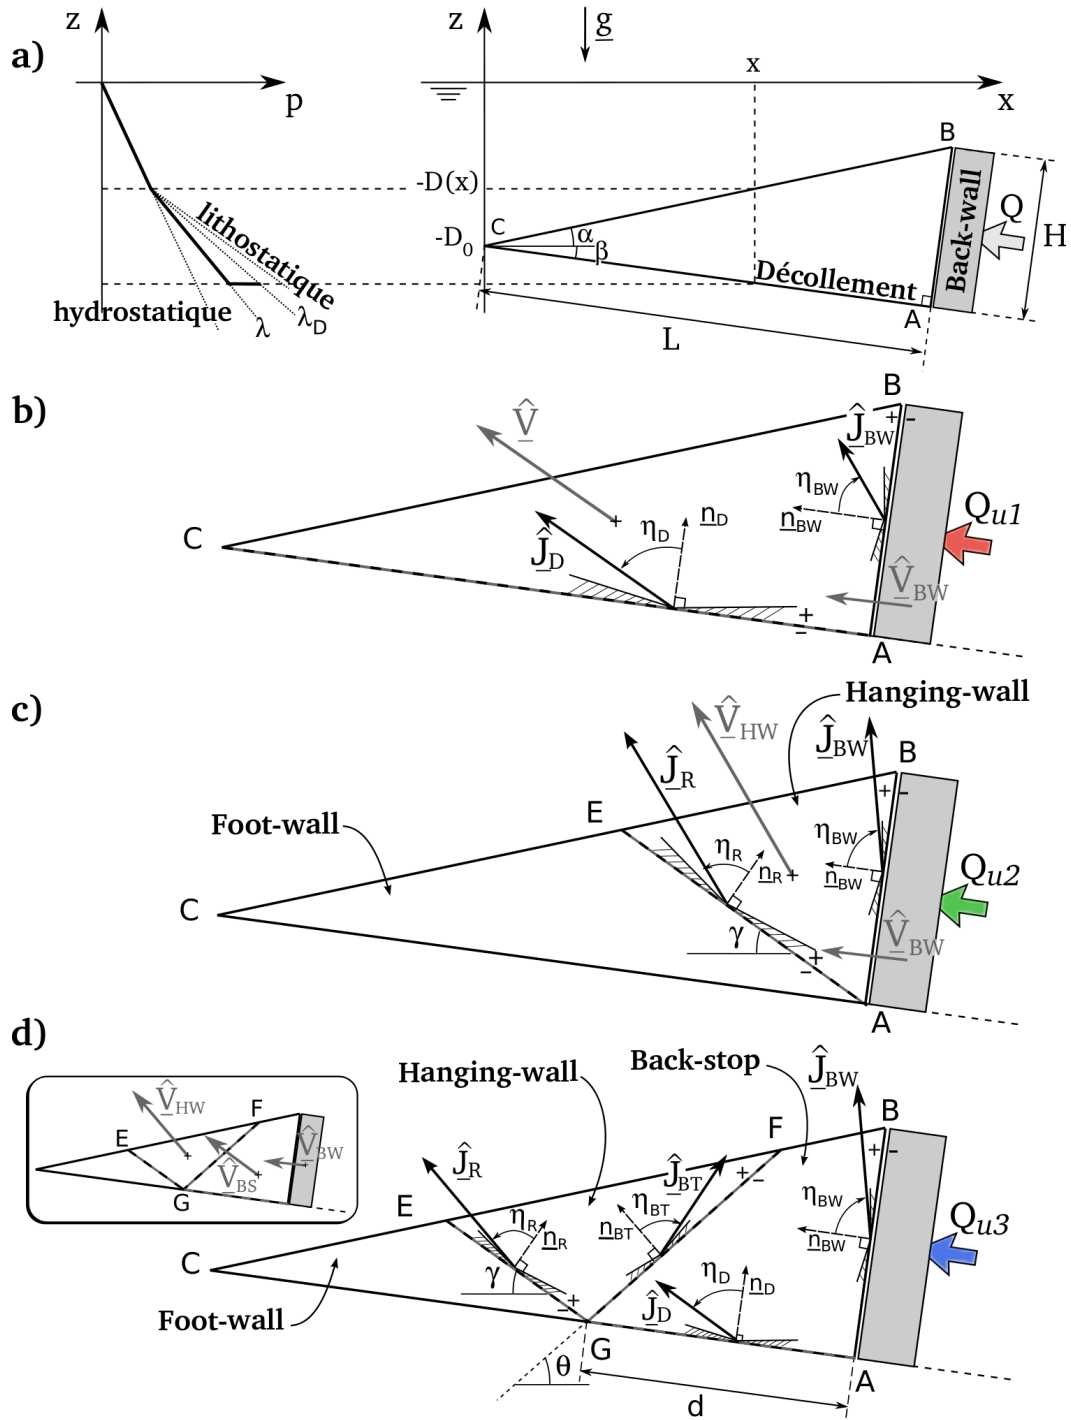 a)
z
p
lithostatique
hydrostatique
λ
λD
z
g
x
x
-D(x)
-D0
C
α
β
B
Back-wall
Q
H
Décollement
A
L
b)
B
V̂
ĴBW
+ -
ηBW
nBW
Qu1
C
ηD
nD
ĴD
V̂BW
+
-
A
c)
Hanging-wall
V̂HW
ĴBW
B
ĴR
+ -
E
Foot-wall
ηR
nR
ηBW
nBW
Qu2
C
γ
V̂BW
+
-
A
d)
Hanging-wall
Back-stop
ĴBW
V̂HW
F
E
V̂BW
V̂BS
G
B
F
ĴR
ĴBT
+ -
+ -
E
ηR
nR
ηBT
nBT
ηBW
nBW
Qu3
C
γ
+
-
ηD
nD
ĴD
Foot-wall
G
θ
A
d